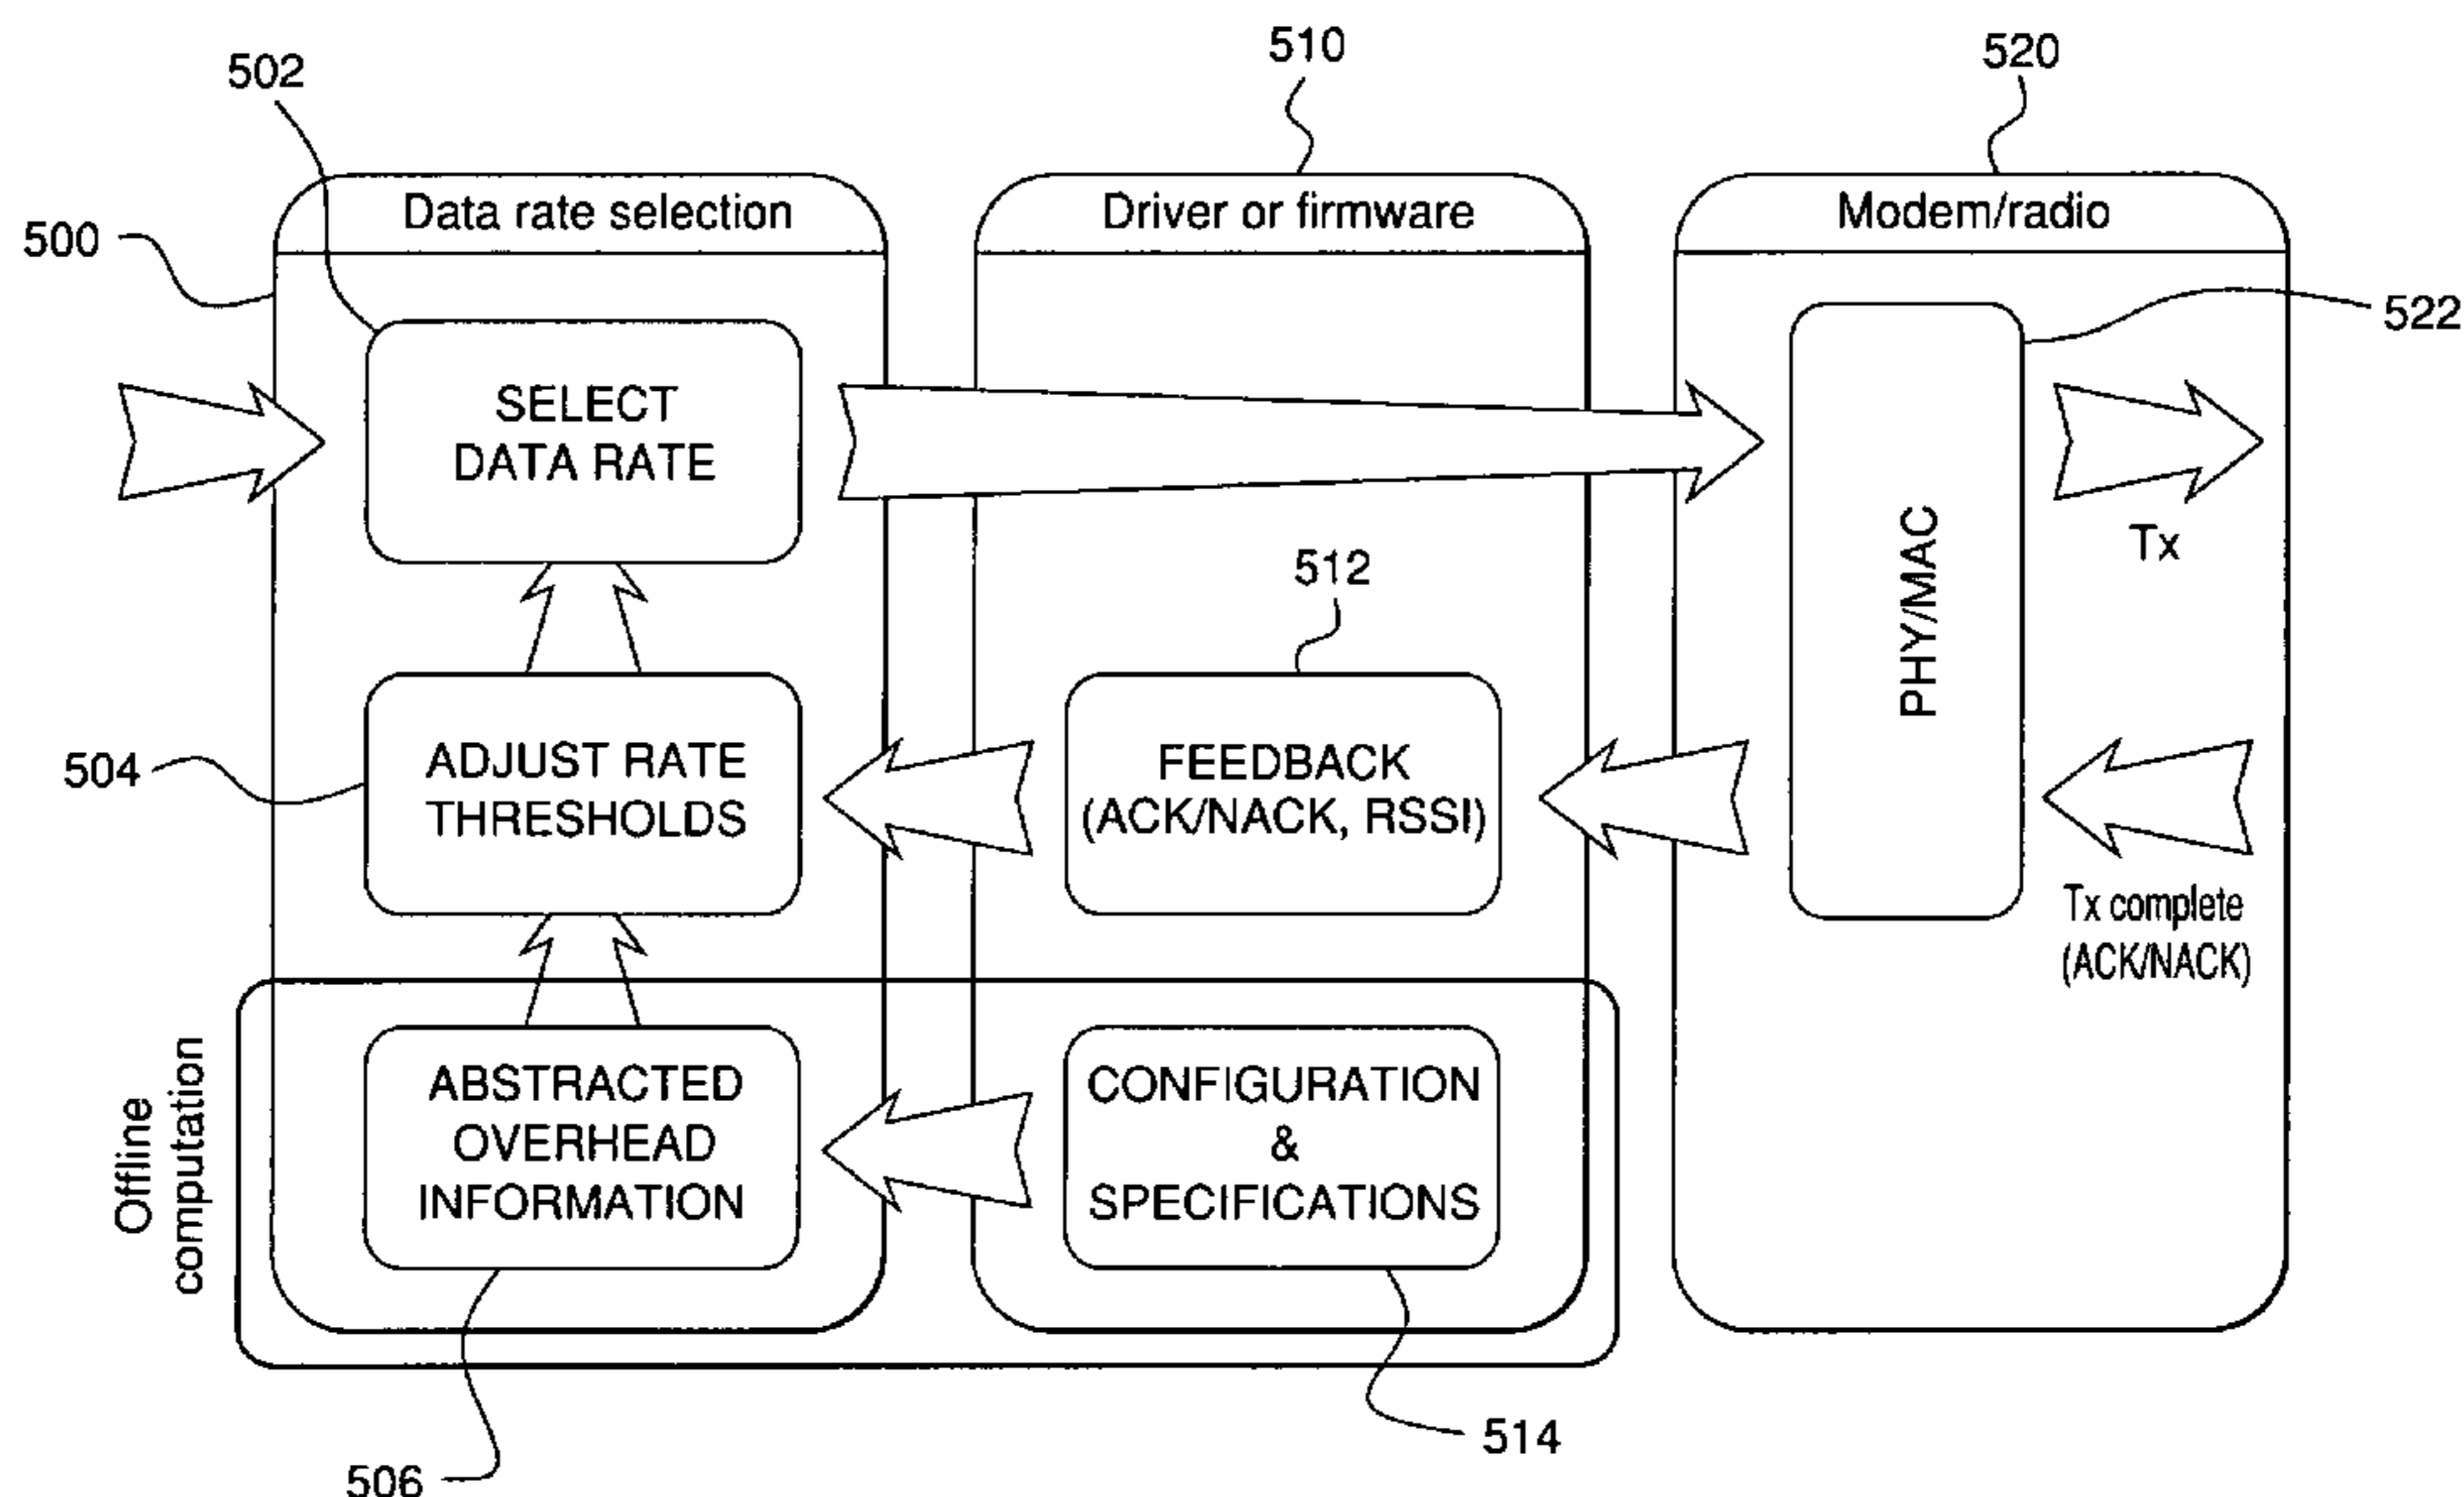 510
520
502
Data rate selection
Driver or firmware
Modem/radio
500
522
SELECT
DATA RATE
PHY/MAC
Tx
512
504
ADJUST RATE
THRESHOLDS
FEEDBACK
(ACK/NACK, RSSI)
Tx complete
(ACK/NACK)
Offline
computation
ABSTRACTED
OVERHEAD
INFORMATION
CONFIGURATION
&
SPECIFICATIONS
514
506